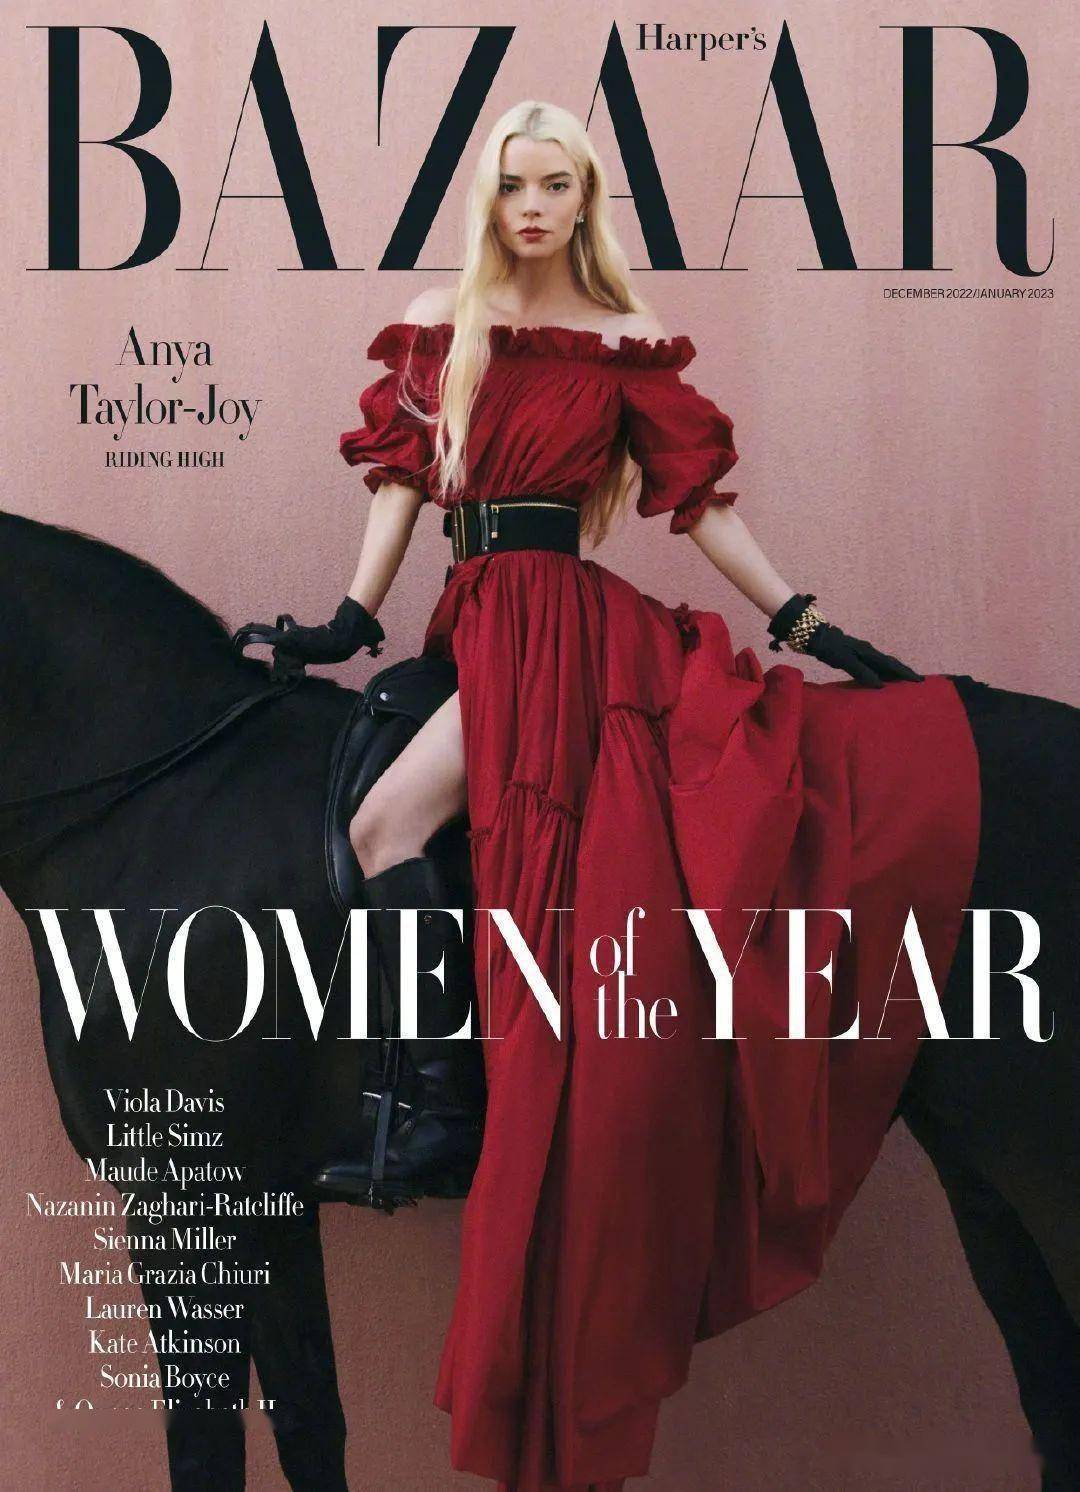 Harper's
BAZAAR
DECEMBER 2022/JANUARY 2023
Anya
Taylor-Joy
RIDING HIGH
WOMEN of the YEAR
Viola Davis
Little Simz
Maude Apatow
Nazanin Zaghari-Ratcliffe
Sienna Miller
Maria Grazia Chiuri
Lauren Wasser
Kate Atkinson
Sonia Boyce